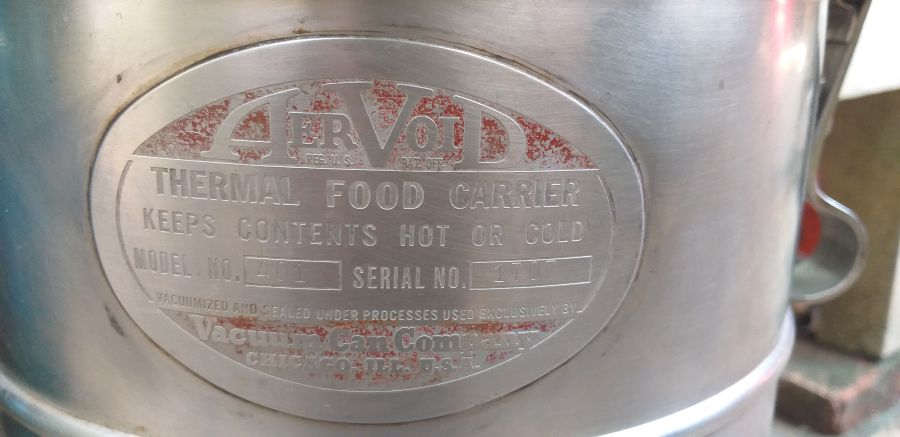 AERVOID
REG. U. S. PAT. OFF.
THERMAL FOOD CARRIER
KEEPS CONTENTS HOT OR COLD
MODEL. NO. 401 SERIAL NO. 1707
VACUUMIZED AND SEALED UNDER PROCESSES USED EXCLUSIVELY BY
Vacuum Can Company
CHICAGO, ILL. U.S.A.